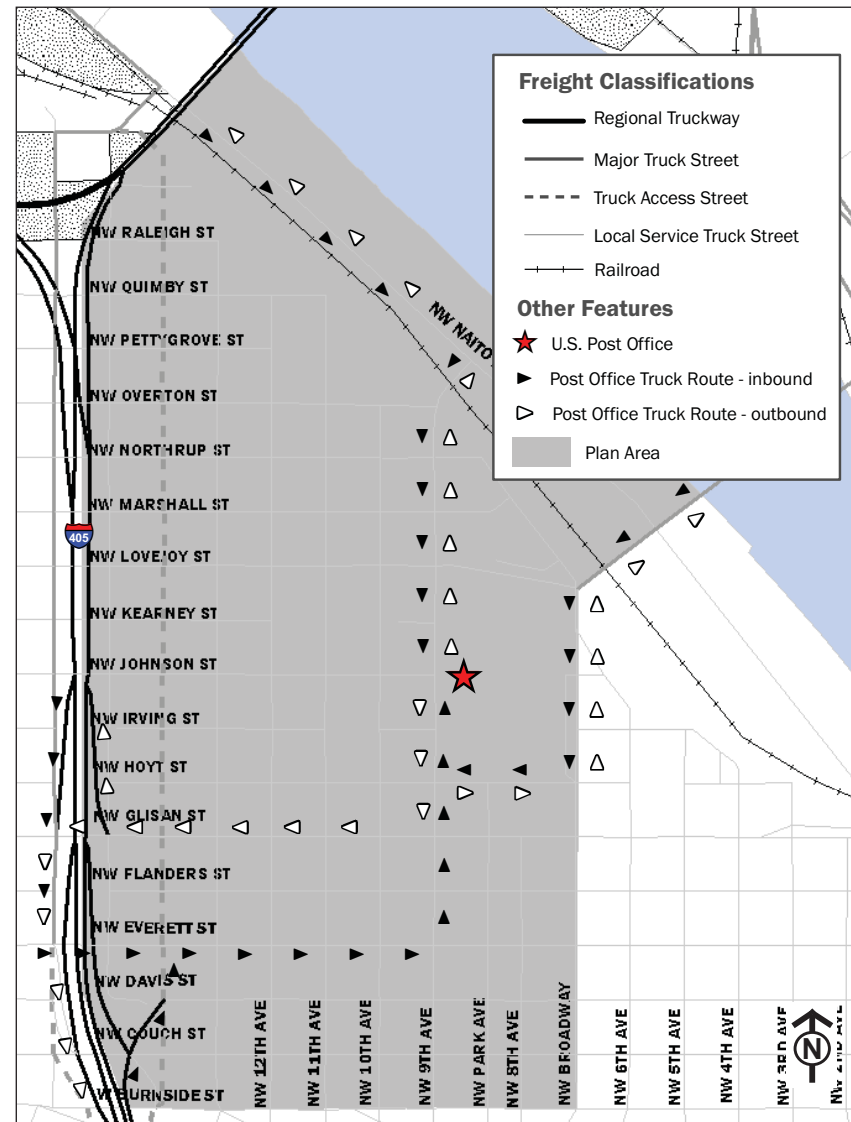 Freight Classifications
Regional Truckway
Major Truck Street
Truck Access Street
Local Service Truck Street
Railroad
Other Features
U.S. Post Office
Post Office Truck Route - inbound
Post Office Truck Route - outbound
Plan Area
NW RALEIGH ST
NW QUIMBY ST
NW PETTYGROVE ST
NW NAITO
NW OVERTON ST
NW NORTHRUP ST
NW MARSHALL ST
405
NW LOVEJOY ST
NW KEARNEY ST
NW JOHNSON ST
NW IRVING ST
NW HOYT ST
NW GLISAN ST
NW FLANDERS ST
NW EVERETT ST
NW DAVIS ST
NW COUCH ST
W BURNSIDE ST
NW 12TH AVE
NW 11TH AVE
NW 10TH AVE
NW 9TH AVE
NW PARK AVE
NW 8TH AVE
NW BROADWAY
NW 6TH AVE
NW 5TH AVE
NW 4TH AVE
NW 3RD AVE
NW 2ND AVE
N